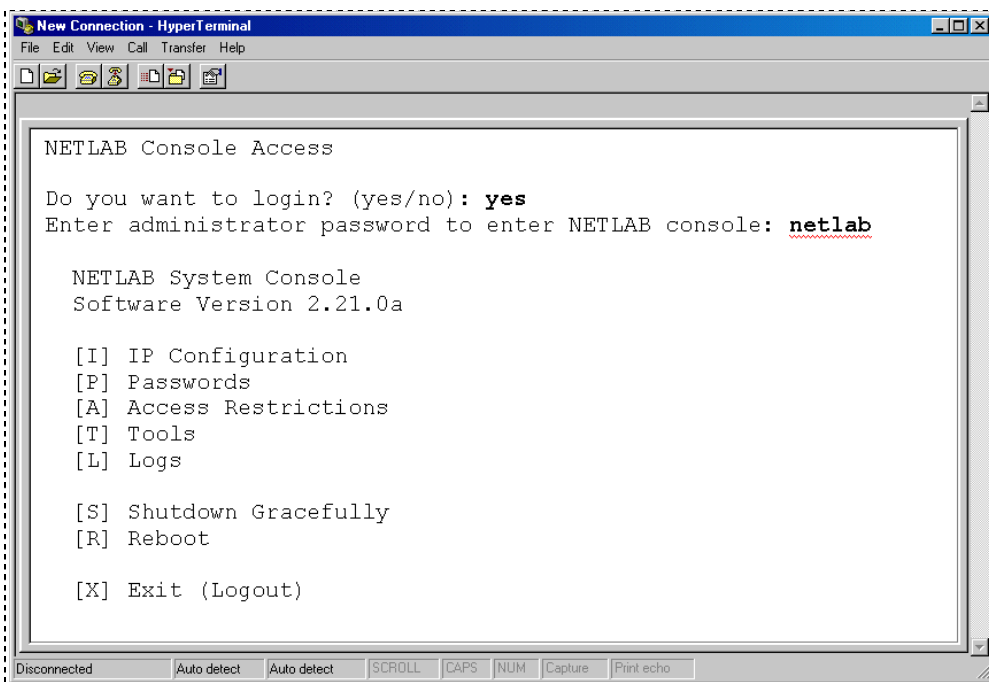 New Connection - HyperTerminal
File Edit View Call Transfer Help
NETLAB Console Access
Do you want to login? (yes/no): yes
Enter administrator password to enter NETLAB console: netlab
NETLAB System Console
Software Version 2.21.0a
[I] IP Configuration
[P] Passwords
[A] Access Restrictions
[T] Tools
[L] Logs
[S] Shutdown Gracefully
[R] Reboot
[X] Exit (Logout)
Disconnected Auto detect Auto detect SCROLL CAPS NUM Capture Print echo